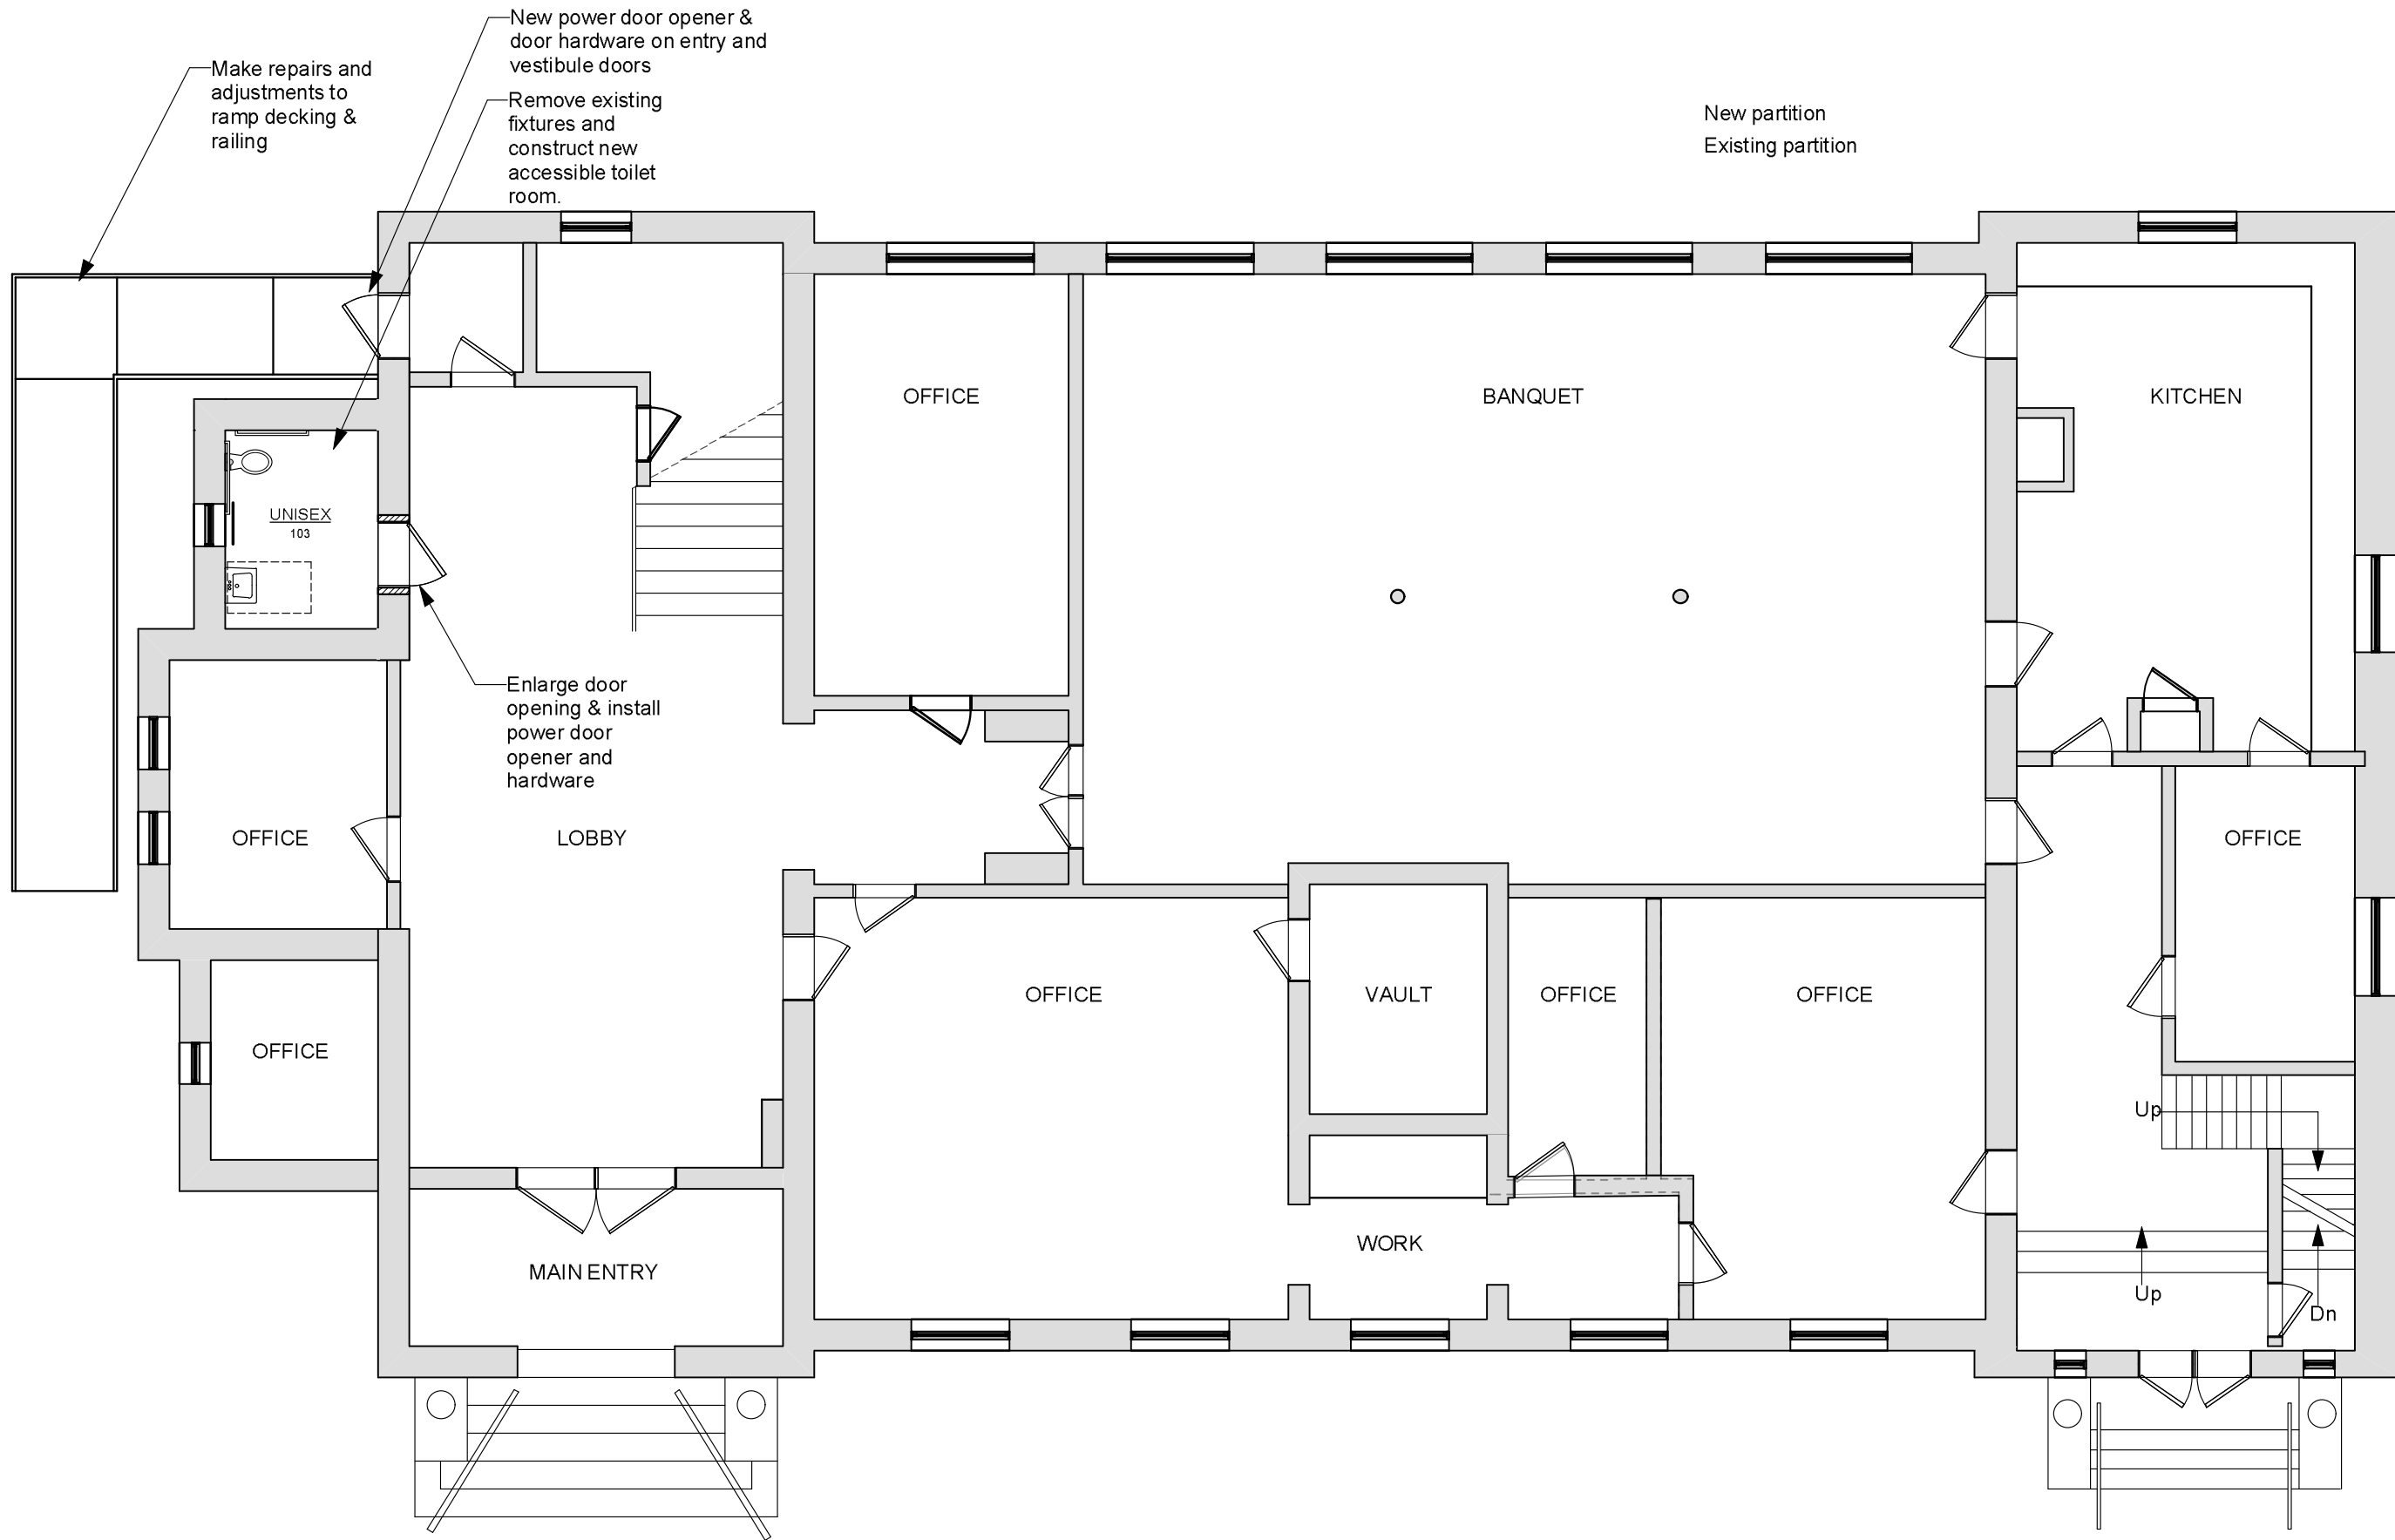 New power door opener &
door hardware on entry and
vestibule doors
Make repairs and
adjustments to
ramp decking &
railing
Remove existing
fixtures and
construct new
accessible toilet
room.
New partition
Existing partition
OFFICE
BANQUET
KITCHEN
UNISEX
103
Enlarge door
opening & install
power door
opener and
hardware
OFFICE
LOBBY
OFFICE
OFFICE
VAULT
OFFICE
OFFICE
OFFICE
Up
WORK
MAIN ENTRY
Up
Dn